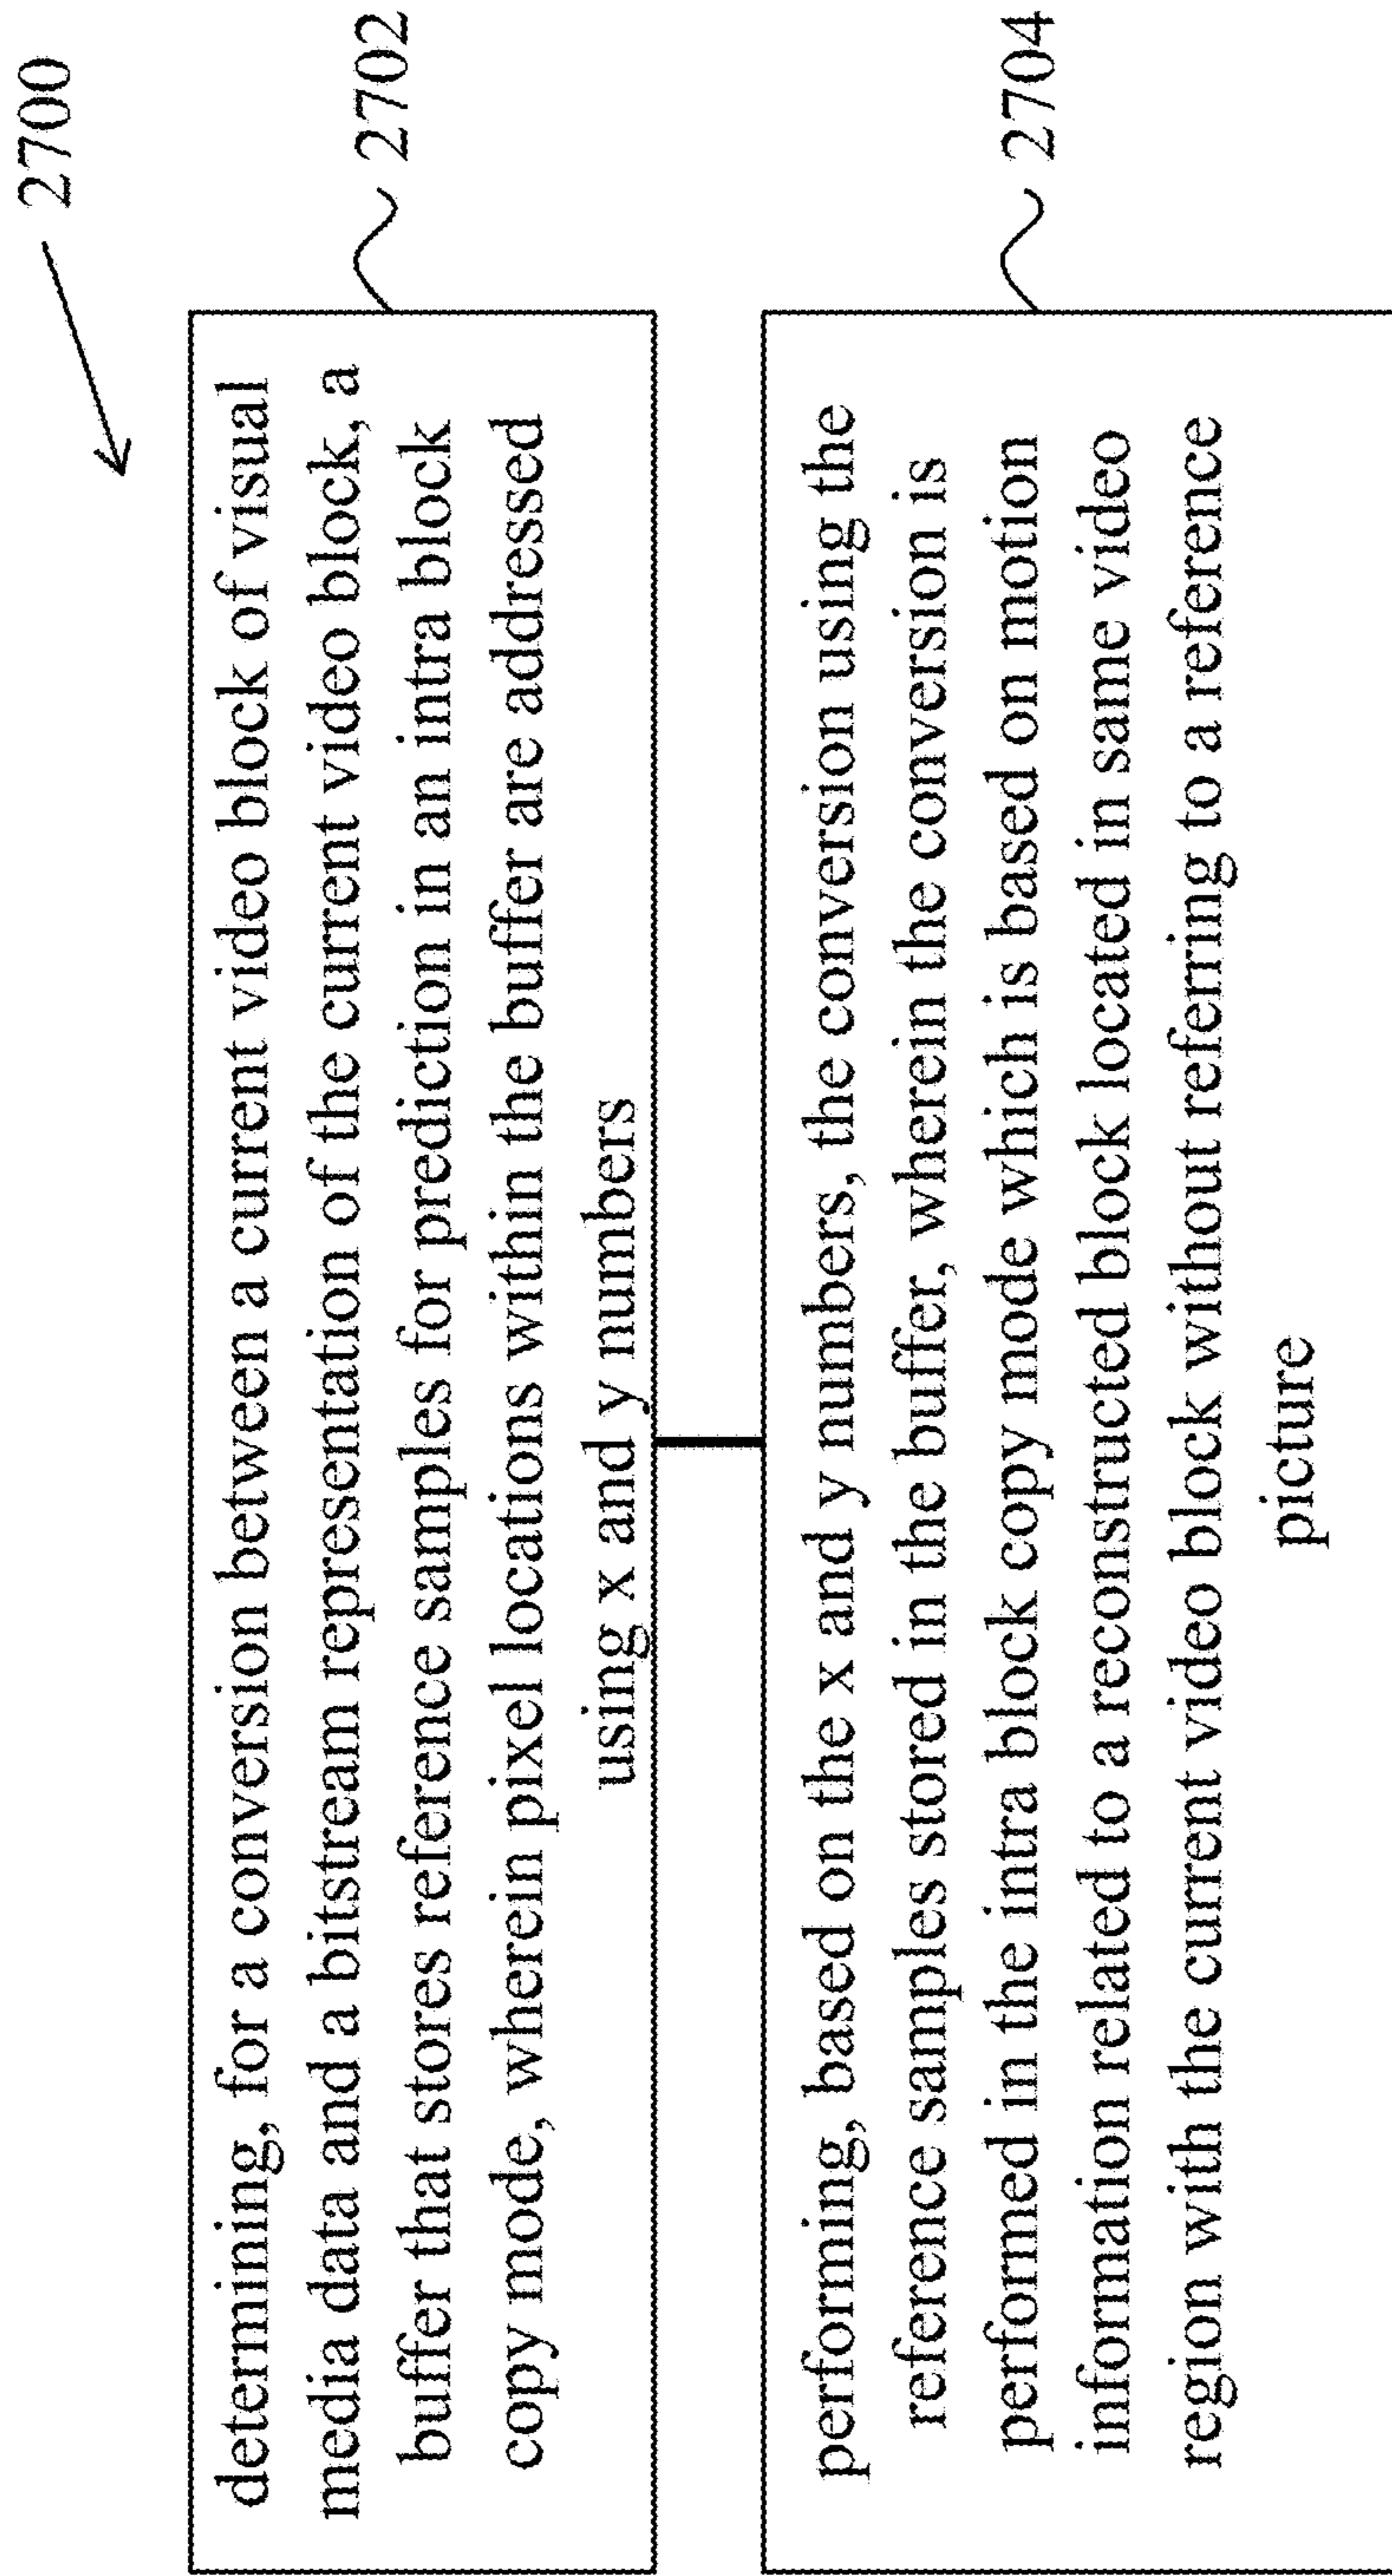 2700
determining, for a conversion between a current video block of visual
media data and a bitstream representation of the current video block, a
buffer that stores reference samples for prediction in an intra block
copy mode, wherein pixel locations within the buffer are addressed
using x and y numbers
2702
performing, based on the x and y numbers, the conversion using the
reference samples stored in the buffer, wherein the conversion is
performed in the intra block copy mode which is based on motion
information related to a reconstructed block located in same video
region with the current video block without referring to a reference
picture
2704